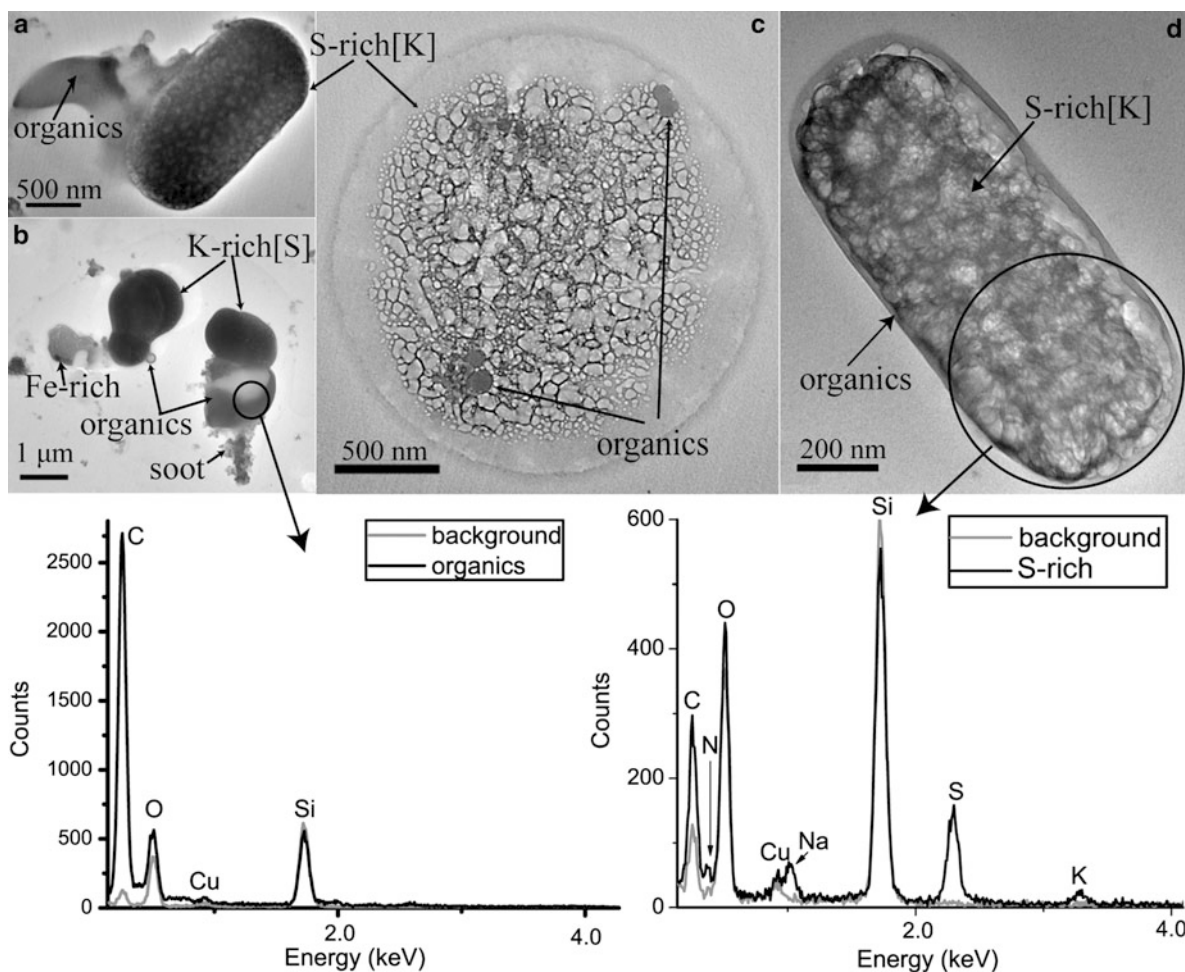 a
S-rich[K]
organics
500 nm
b
K-rich[S]
Fe-rich
organics
1 μm
soot
c
organics
500 nm
d
S-rich[K]
organics
200 nm
C
background
organics
2500
2000
1500
1000
500
0
Counts
O
Cu
Si
2.0
4.0
Energy (keV)
Si
background
S-rich
600
400
200
0
Counts
C
N
O
Cu
Na
S
K
2.0
4.0
Energy (keV)